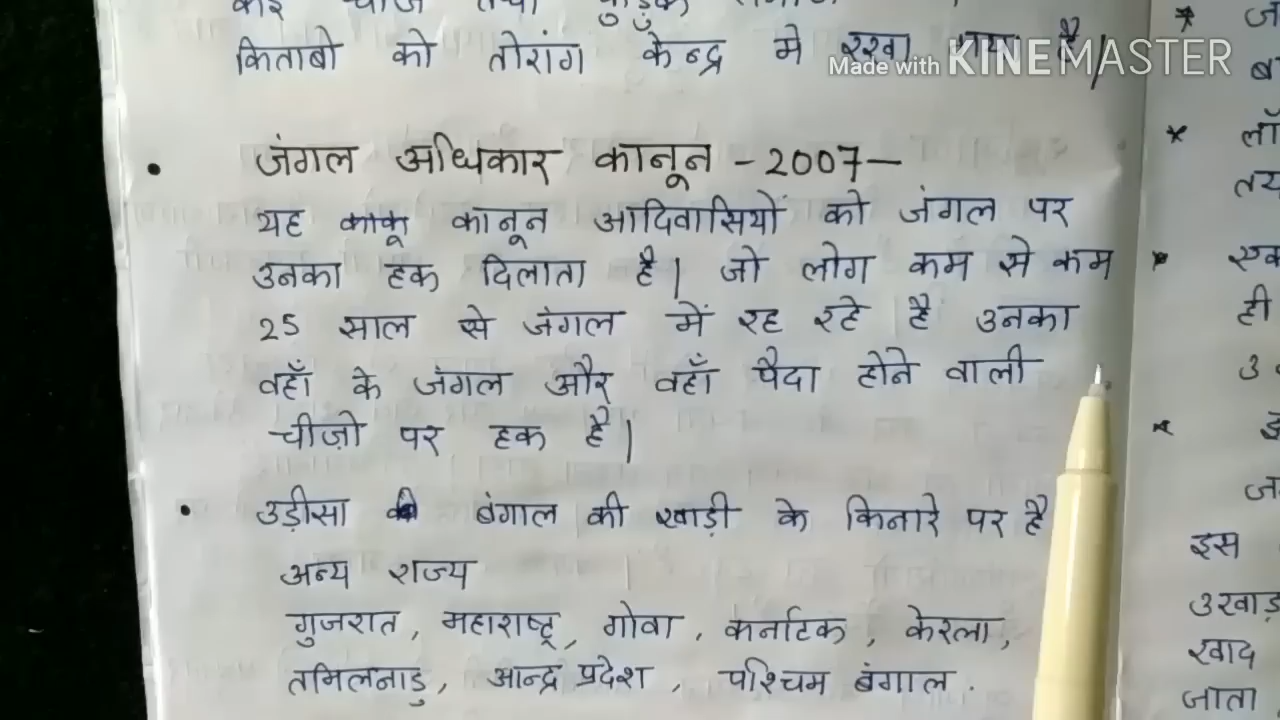 किताबो को तोरांग केन्द्र मे रखा गया है|
Made with KINEMASTER
• जंगल अधिकार कानून - 2007 -
यह काकू कानून आदिवासियों को जंगल पर
उनका हक दिलाता है| जो लोग कम से कम
25 साल से जंगल में रह रहे है उनका
वहाँ के जंगल और वहाँ पैदा होने वाली
चीज़ो पर हक है|
• उड़ीसा बंगाल की खाड़ी के किनारे पर है
अन्य राज्य
गुजरात, महाराष्ट्र, गोवा, कर्नाटक, केरला,
तमिलनाडु, आन्द्र प्रदेश, पश्चिम बंगाल.
ही
इस
उखाड़
खाद
जाता